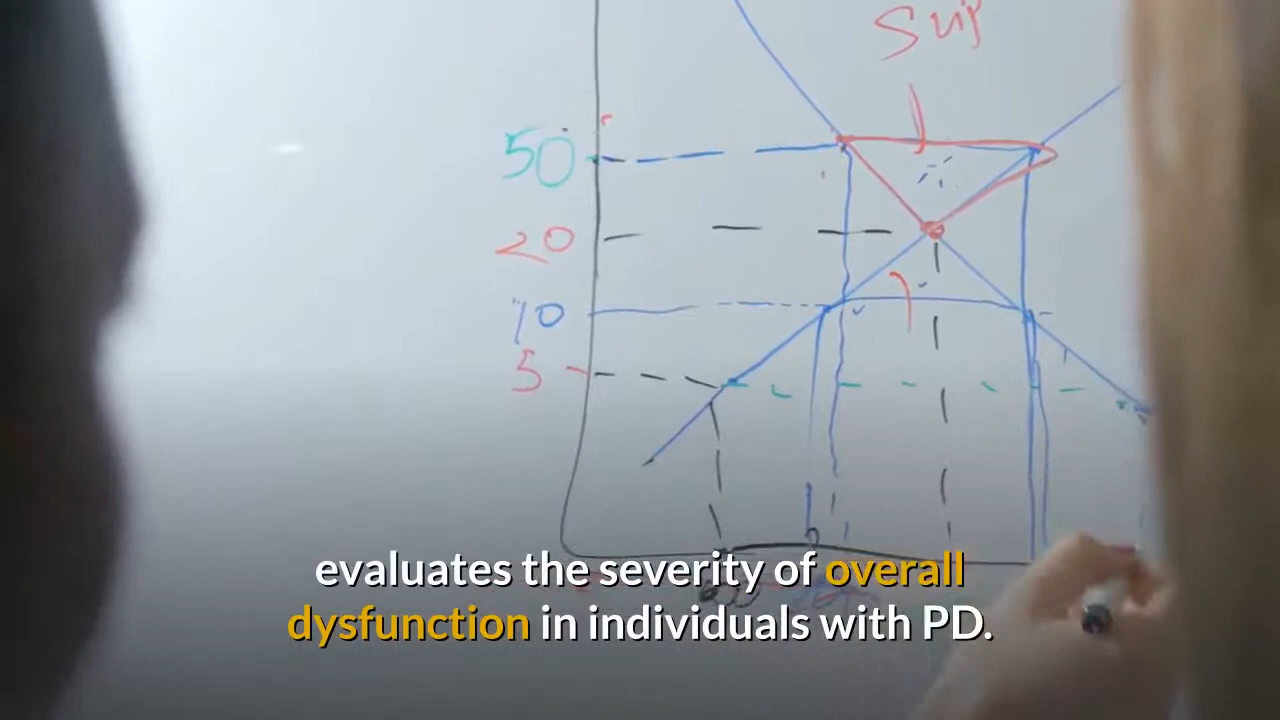 Sup
50
20
10
5
evaluates the severity of overall
dysfunction in individuals with PD.